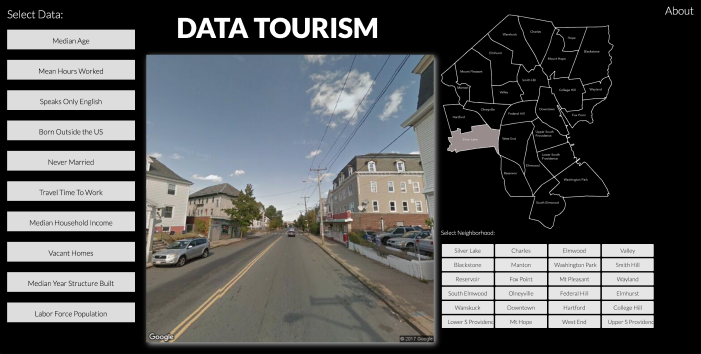 Select Data:
Median Age
Mean Hours Worked
Speaks Only English
Born Outside the US
Never Married
Travel Time To Work
Median Household Income
Vacant Homes
Median Year Structure Built
Labor Force Population
DATA TOURISM
Google
© 2017 Google
About
Wanskuck
Charles
Hope
Blackstone
Elmhurst
Mount Hope
Mount Pleasant
Smith Hill
Manton
Valley
College Hill
Wayland
Olneyville
Federal Hill
Downtown
Hartford
Fox Point
Silver Lake
West End
Upper South
Providence
Lower South
Providence
Elmwood
Reservoir
Washington Park
South Elmwood
Select Neighborhood:
Silver Lake Charles Elmwood Valley
Blackstone Manton Washington Park Smith Hill
Reservoir Fox Point Mt Pleasant Wayland
South Elmwood Olneyville Federal Hill Elmhurst
Wanskuck Downtown Hartford College Hill
Lower S Providenc Mt Hope West End Upper S Providenc